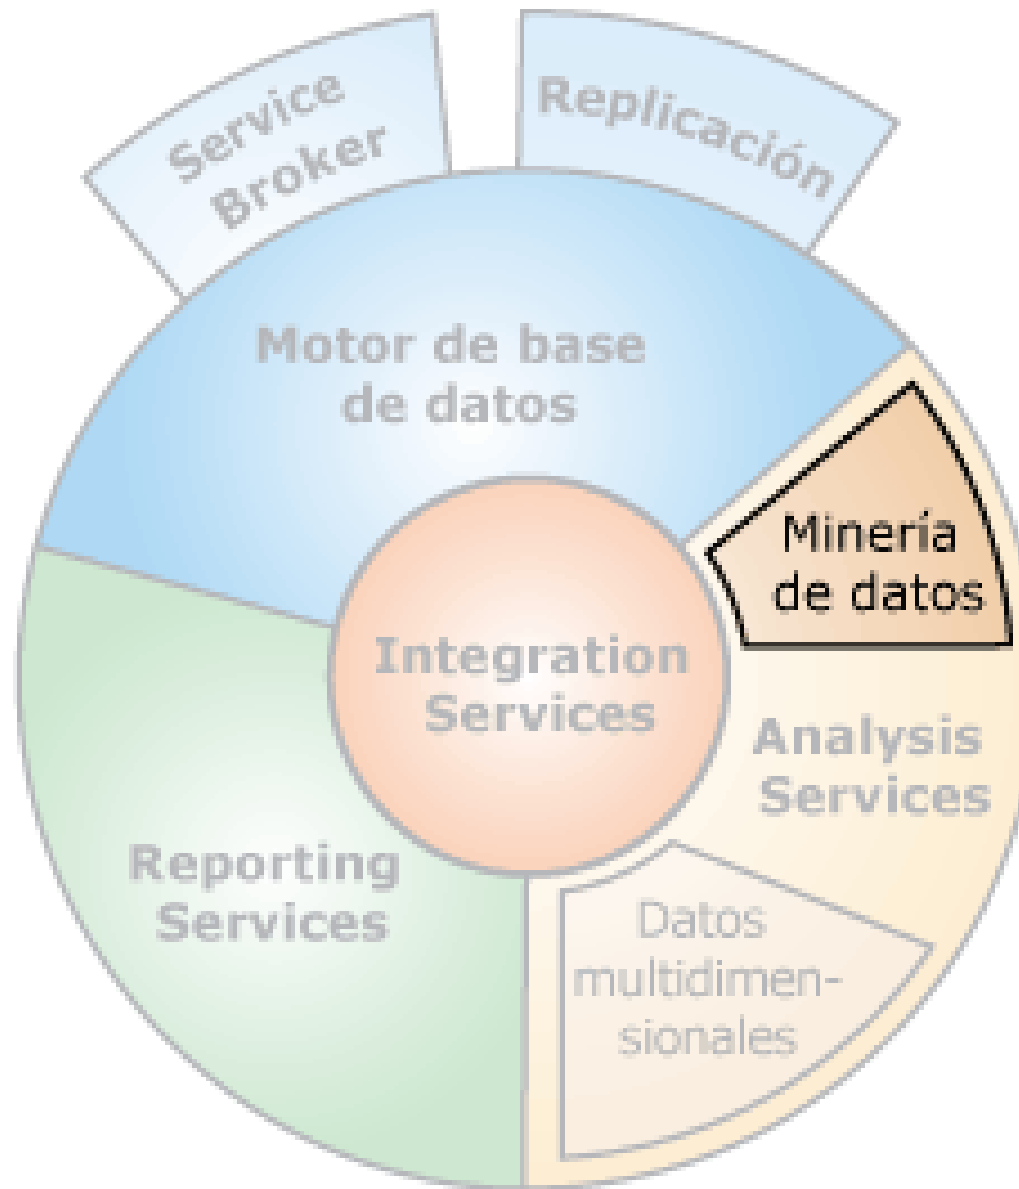 Service
Broker
Replicación
Motor de base
de datos
Minería
de datos
Integration
Services
Analysis
Services
Reporting
Services
Datos
multidimen-
sionales